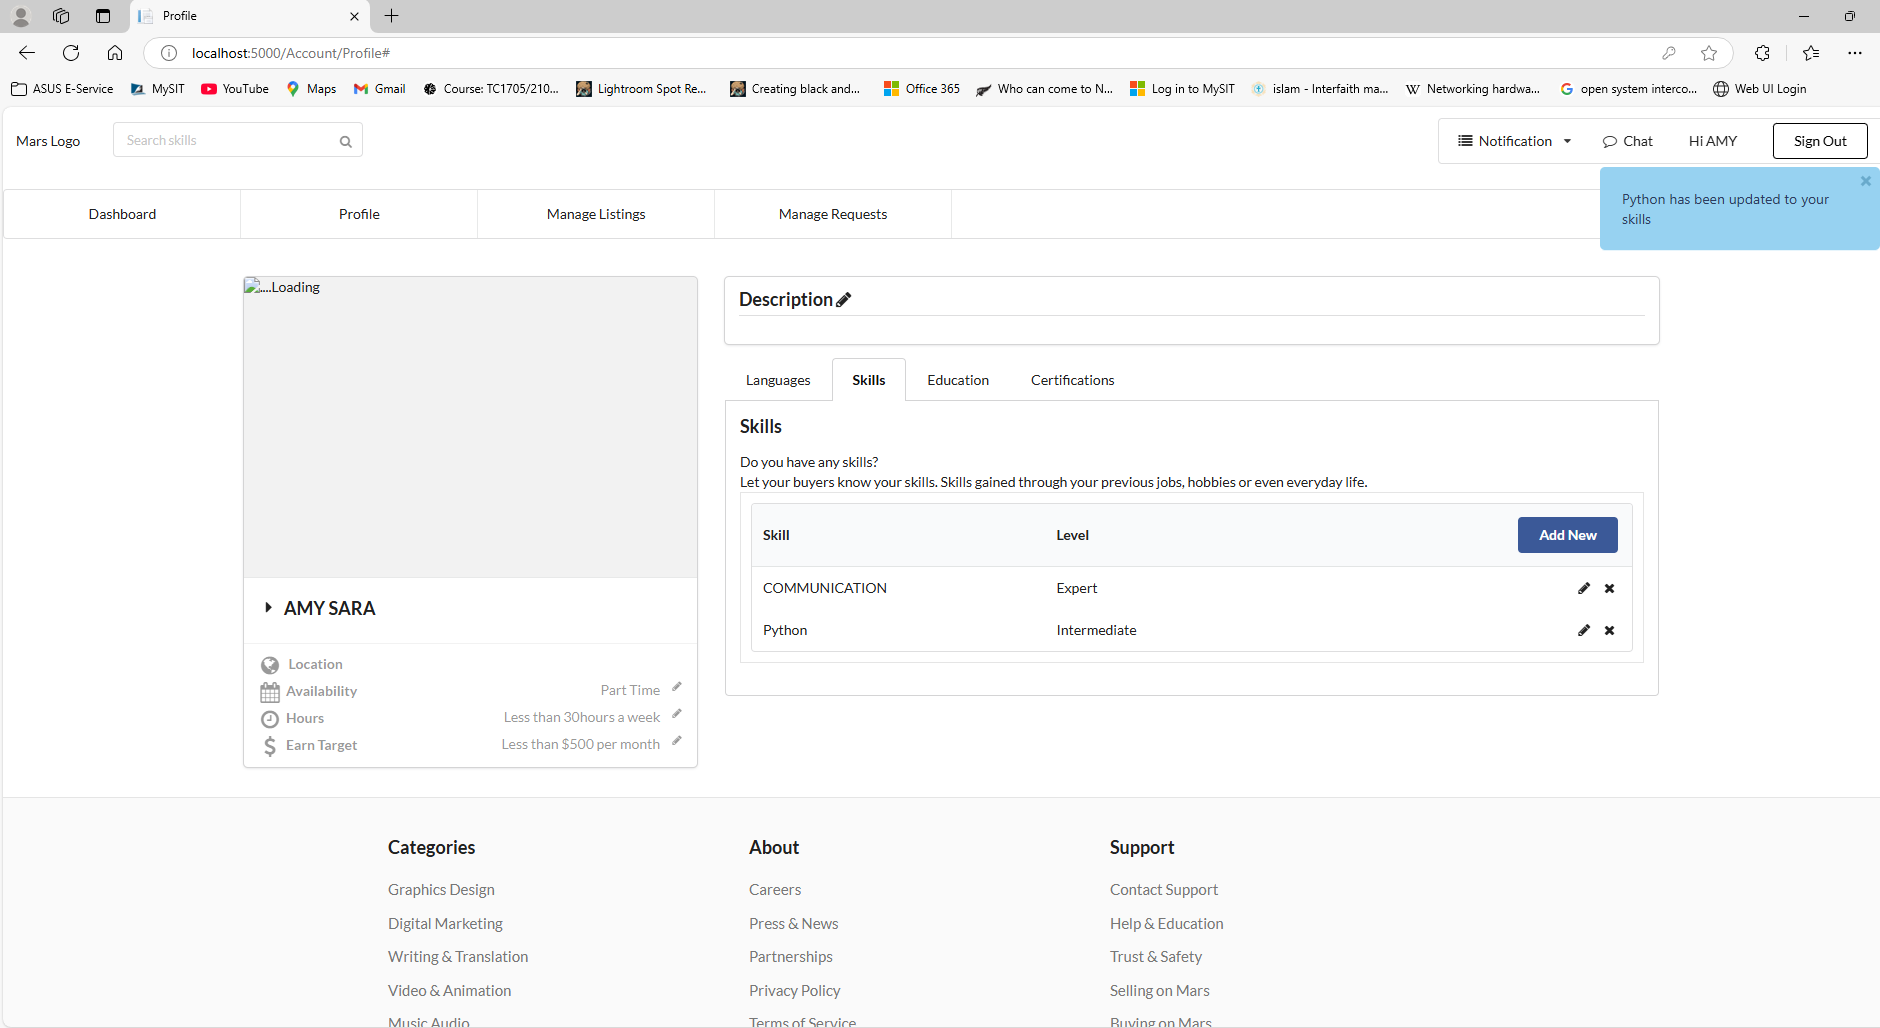 Profile
localhost:5000/Account/Profile#
ASUS E-Service
MySIT
YouTube
Maps
Gmail
Course: TC1705/210...
Lightroom Spot Re...
Creating black and...
Office 365
Who can come to N...
Log in to MySIT
islam - Interfaith ma...
Networking hardwa...
open system interco...
Web UI Login
Mars Logo
Search skills
Notification
Chat
Hi AMY
Sign Out
Python has been updated to your
skills
Dashboard
Profile
Manage Listings
Manage Requests
....Loading
AMY SARA
Location
Availability
Part Time
Hours
Less than 30hours a week
Earn Target
Less than $500 per month
Description
Languages
Skills
Education
Certifications
Skills
Do you have any skills?
Let your buyers know your skills. Skills gained through your previous jobs, hobbies or even everyday life.
Skill
Level
Add New
COMMUNICATION
Expert
Python
Intermediate
Categories
Graphics Design
Digital Marketing
Writing & Translation
Video & Animation
Music Audio
About
Careers
Press & News
Partnerships
Privacy Policy
Terms of Service
Support
Contact Support
Help & Education
Trust & Safety
Selling on Mars
Buying on Mars